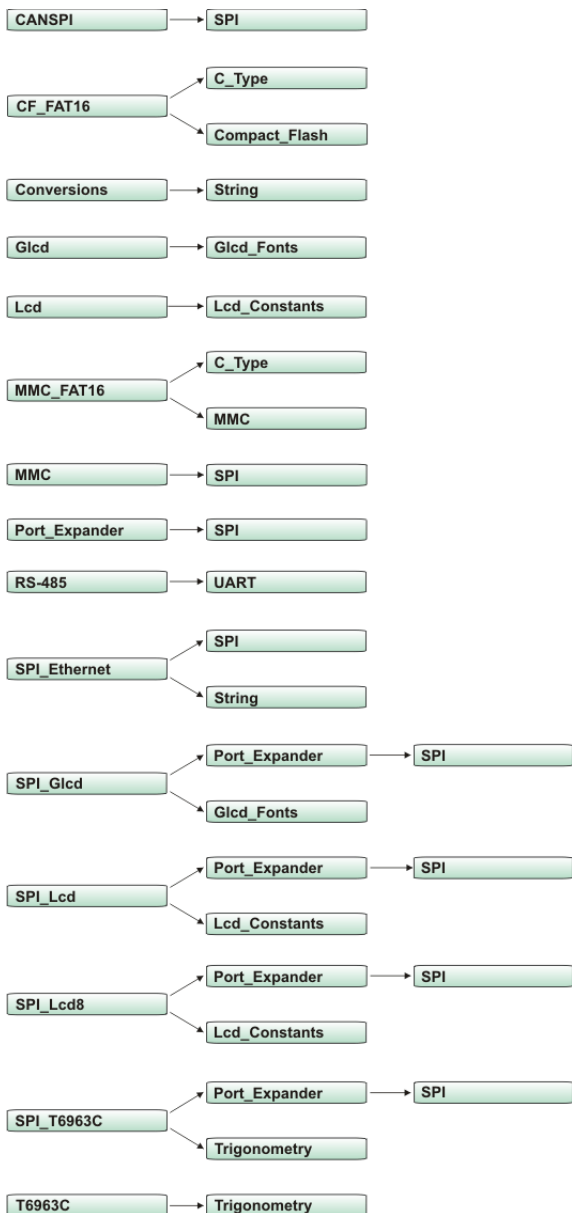 CANSPI
SPI
CF_FAT16
C_Type
Compact_Flash
Conversions
String
Glcd
Glcd_Fonts
Lcd
Lcd_Constants
MMC_FAT16
C_Type
MMC
MMC
SPI
Port_Expander
SPI
RS-485
UART
SPI_Ethernet
SPI
String
SPI_Glcd
Port_Expander
SPI
Glcd_Fonts
SPI_Lcd
Port_Expander
SPI
Lcd_Constants
SPI_Lcd8
Port_Expander
SPI
Lcd_Constants
SPI_T6963C
Port_Expander
SPI
Trigonometry
T6963C
Trigonometry